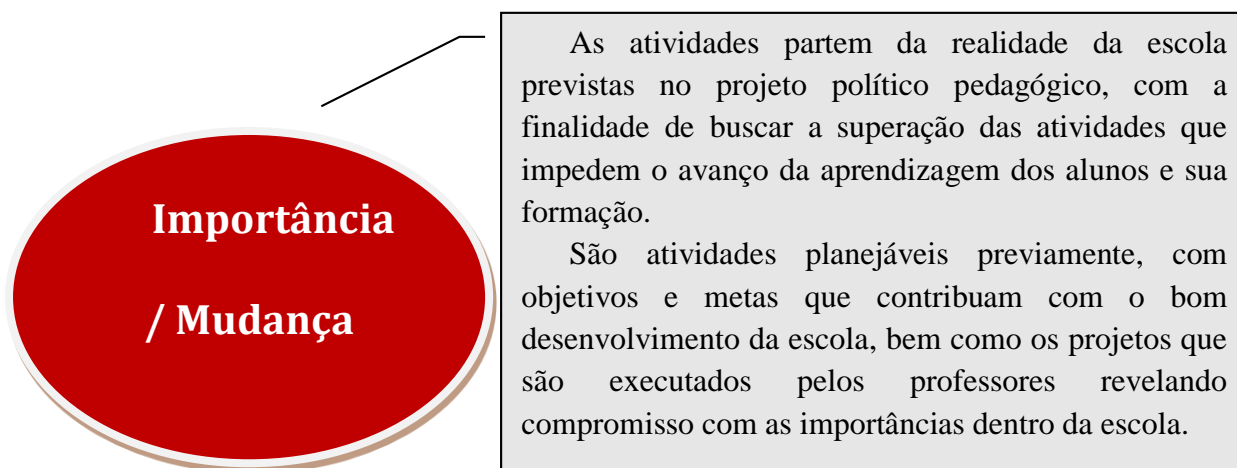 Importância
/ Mudança
As atividades partem da realidade da escola
previstas no projeto político pedagógico, com a
finalidade de buscar a superação das atividades que
impedem o avanço da aprendizagem dos alunos e sua
formação.
São atividades planejáveis previamente, com
objetivos e metas que contribuam com o bom
desenvolvimento da escola, bem como os projetos que
são executados pelos professores revelando
compromisso com as importâncias dentro da escola.